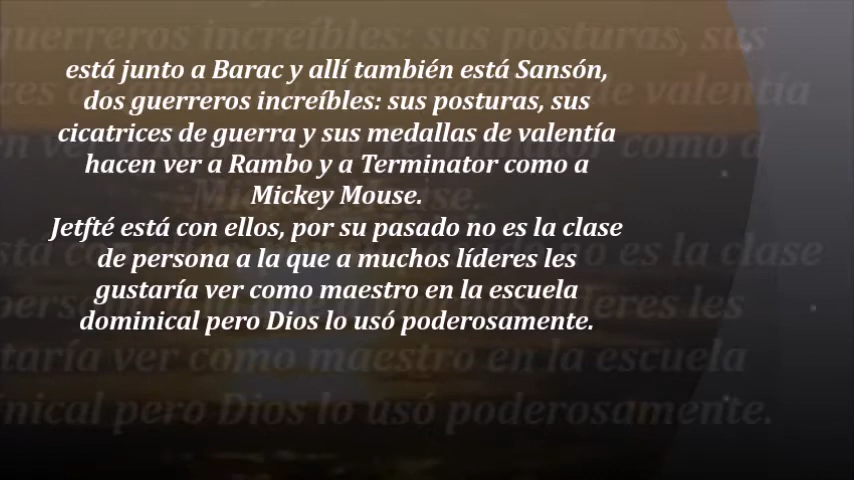 está junto a Barac y allí también está Sansón,
dos guerreros increíbles: sus posturas, sus
cicatrices de guerra y sus medallas de valentía
hacen ver a Rambo y a Terminator como a
Mickey Mouse.
Jetfté está con ellos, por su pasado no es la clase
de persona a la que a muchos líderes les
gustaría ver como maestro en la escuela
dominical pero Dios lo usó poderosamente.